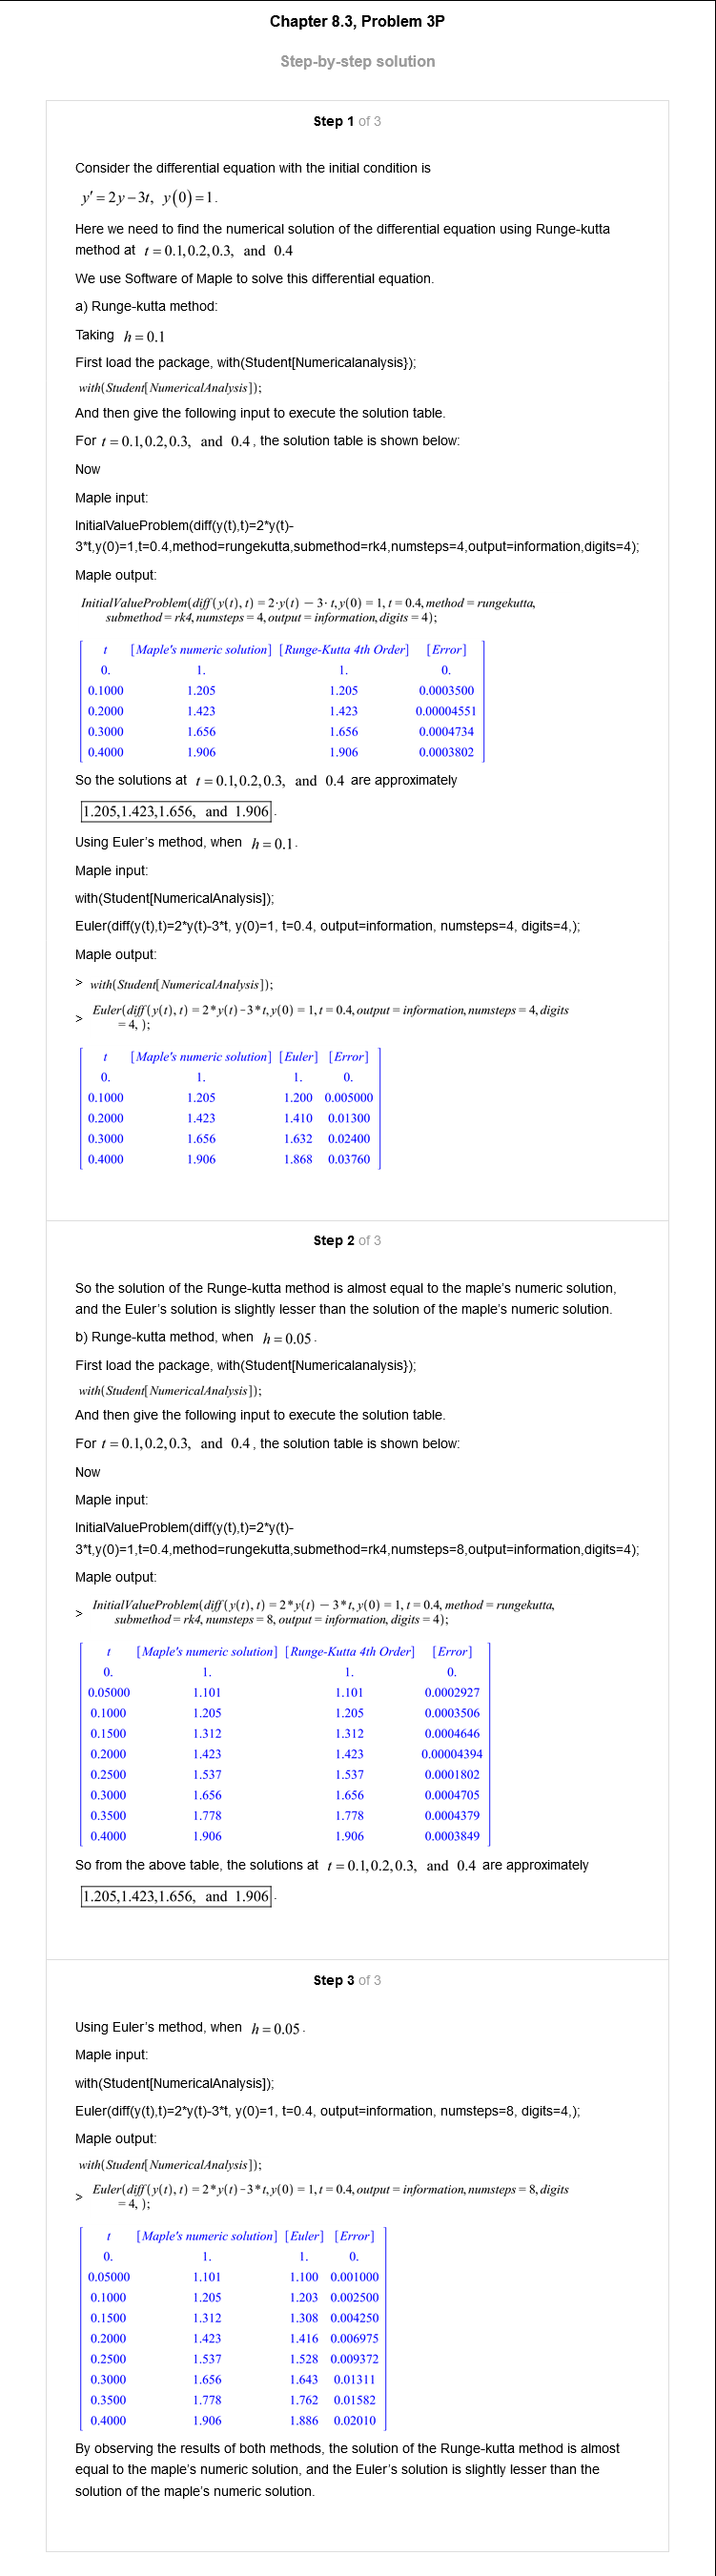 Chapter 8.3, Problem 3P
Step-by-step solution
Step 1 of 3
Consider the differential equation with the initial condition is
y′ = 2y − 3t, y(0) = 1.
Here we need to find the numerical solution of the differential equation using Runge-kutta
method at t = 0.1, 0.2, 0.3, and 0.4
We use Software of Maple to solve this differential equation.
a) Runge-kutta method:
Taking h = 0.1
First load the package, with(Student[Numericalanalysis});
with(Student[NumericalAnalysis]);
And then give the following input to execute the solution table.
For t = 0.1, 0.2, 0.3, and 0.4, the solution table is shown below:
Now
Maple input:
InitialValueProblem(diff(y(t),t)=2*y(t)-
3*t,y(0)=1,t=0.4,method=rungekutta,submethod=rk4,numsteps=4,output=information,digits=4);
Maple output:
InitialValueProblem(diff(y(t), t) = 2·y(t) − 3· t, y(0) = 1, t = 0.4, method = rungekutta,
submethod = rk4, numsteps = 4, output = information, digits = 4);
t [Maple's numeric solution] [Runge-Kutta 4th Order] [Error]
0. 1. 1. 0.
0.1000 1.205 1.205 0.0003500
0.2000 1.423 1.423 0.00004551
0.3000 1.656 1.656 0.0004734
0.4000 1.906 1.906 0.0003802
So the solutions at t = 0.1, 0.2, 0.3, and 0.4 are approximately
1.205,1.423,1.656, and 1.906.
Using Euler's method, when h = 0.1.
Maple input:
with(Student[NumericalAnalysis]);
Euler(diff(y(t),t)=2*y(t)-3*t, y(0)=1, t=0.4, output=information, numsteps=4, digits=4,);
Maple output:
> with(Student[NumericalAnalysis]);
> Euler(diff(y(t), t) = 2*y(t)−3*t, y(0) = 1, t = 0.4, output = information, numsteps = 4, digits
= 4, );
t [Maple's numeric solution] [Euler] [Error]
0. 1. 1. 0.
0.1000 1.205 1.200 0.005000
0.2000 1.423 1.410 0.01300
0.3000 1.656 1.632 0.02400
0.4000 1.906 1.868 0.03760
Step 2 of 3
So the solution of the Runge-kutta method is almost equal to the maple's numeric solution,
and the Euler's solution is slightly lesser than the solution of the maple's numeric solution.
b) Runge-kutta method, when h = 0.05.
First load the package, with(Student[Numericalanalysis});
with(Student[NumericalAnalysis]);
And then give the following input to execute the solution table.
For t = 0.1, 0.2, 0.3, and 0.4, the solution table is shown below:
Now
Maple input:
InitialValueProblem(diff(y(t),t)=2*y(t)-
3*t,y(0)=1,t=0.4,method=rungekutta,submethod=rk4,numsteps=8,output=information,digits=4);
Maple output:
> InitialValueProblem(diff(y(t), t) = 2*y(t) − 3*t, y(0) = 1, t = 0.4, method = rungekutta,
submethod = rk4, numsteps = 8, output = information, digits = 4);
t [Maple's numeric solution] [Runge-Kutta 4th Order] [Error]
0. 1. 1. 0.
0.05000 1.101 1.101 0.0002927
0.1000 1.205 1.205 0.0003506
0.1500 1.312 1.312 0.0004646
0.2000 1.423 1.423 0.00004394
0.2500 1.537 1.537 0.0001802
0.3000 1.656 1.656 0.0004705
0.3500 1.778 1.778 0.0004379
0.4000 1.906 1.906 0.0003849
So from the above table, the solutions at t = 0.1, 0.2, 0.3, and 0.4 are approximately
1.205,1.423,1.656, and 1.906.
Step 3 of 3
Using Euler's method, when h = 0.05.
Maple input:
with(Student[NumericalAnalysis]);
Euler(diff(y(t),t)=2*y(t)-3*t, y(0)=1, t=0.4, output=information, numsteps=8, digits=4,);
Maple output:
with(Student[NumericalAnalysis]);
> Euler(diff(y(t), t) = 2*y(t)−3*t, y(0) = 1, t = 0.4, output = information, numsteps = 8, digits
= 4, );
t [Maple's numeric solution] [Euler] [Error]
0. 1. 1. 0.
0.05000 1.101 1.100 0.001000
0.1000 1.205 1.203 0.002500
0.1500 1.312 1.308 0.004250
0.2000 1.423 1.416 0.006975
0.2500 1.537 1.528 0.009372
0.3000 1.656 1.643 0.01311
0.3500 1.778 1.762 0.01582
0.4000 1.906 1.886 0.02010
By observing the results of both methods, the solution of the Runge-kutta method is almost
equal to the maple's numeric solution, and the Euler's solution is slightly lesser than the
solution of the maple's numeric solution.